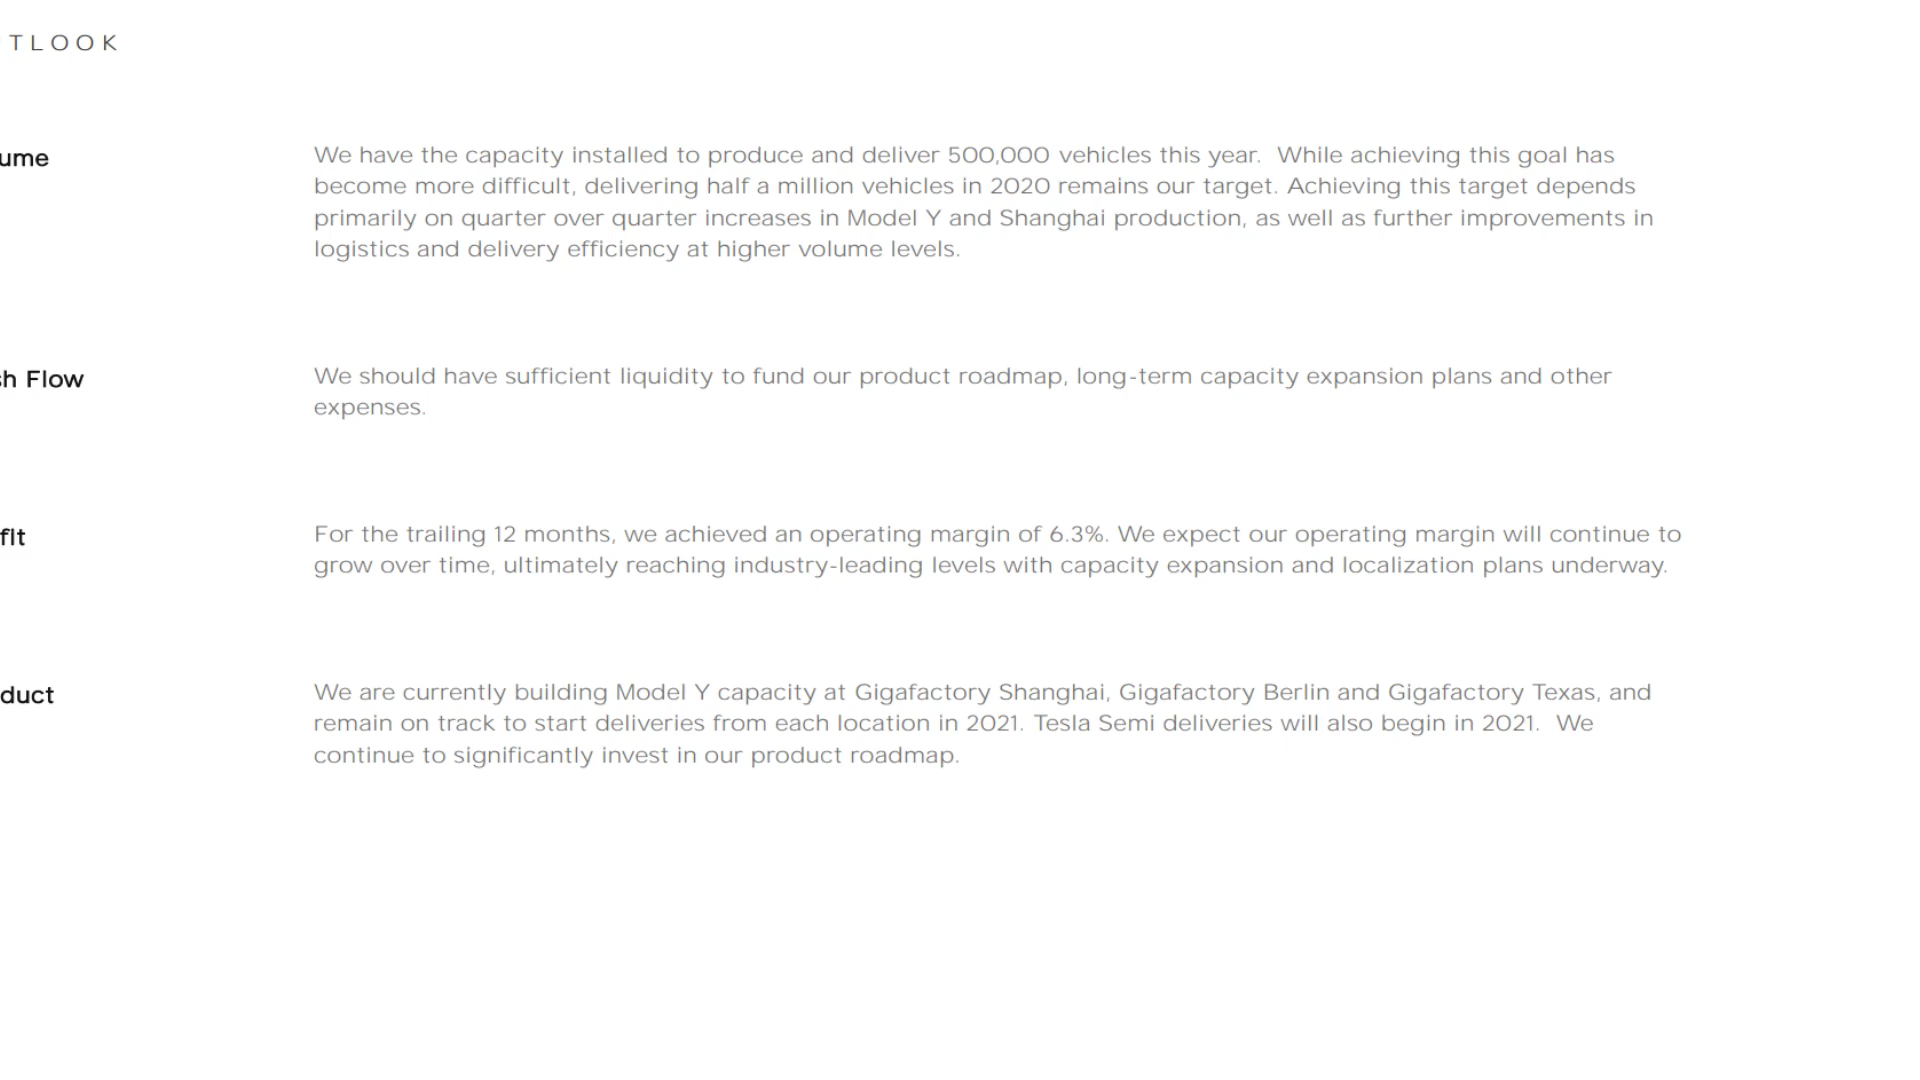 TLOOK
ume
We have the capacity installed to produce and deliver 500,000 vehicles this year.  While achieving this goal has
become more difficult, delivering half a million vehicles in 2020 remains our target. Achieving this target depends
primarily on quarter over quarter increases in Model Y and Shanghai production, as well as further improvements in
logistics and delivery efficiency at higher volume levels.
h Flow
We should have sufficient liquidity to fund our product roadmap, long-term capacity expansion plans and other
expenses.
fit
For the trailing 12 months, we achieved an operating margin of 6.3%. We expect our operating margin will continue to
grow over time, ultimately reaching industry-leading levels with capacity expansion and localization plans underway.
duct
We are currently building Model Y capacity at Gigafactory Shanghai, Gigafactory Berlin and Gigafactory Texas, and
remain on track to start deliveries from each location in 2021. Tesla Semi deliveries will also begin in 2021.  We
continue to significantly invest in our product roadmap.